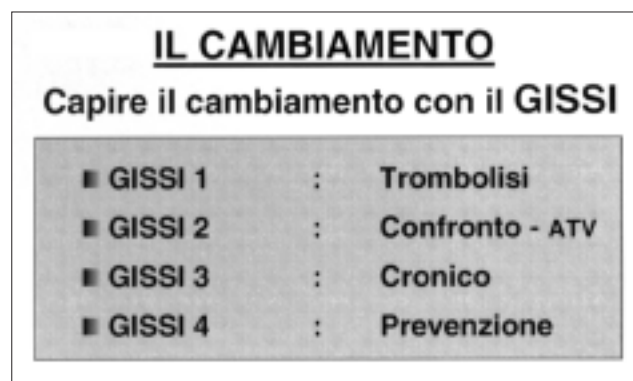 IL CAMBIAMENTO
Capire il cambiamento con il GISSI
GISSI 1 : Trombolisi
GISSI 2 : Confronto - ATV
GISSI 3 : Cronico
GISSI 4 : Prevenzione